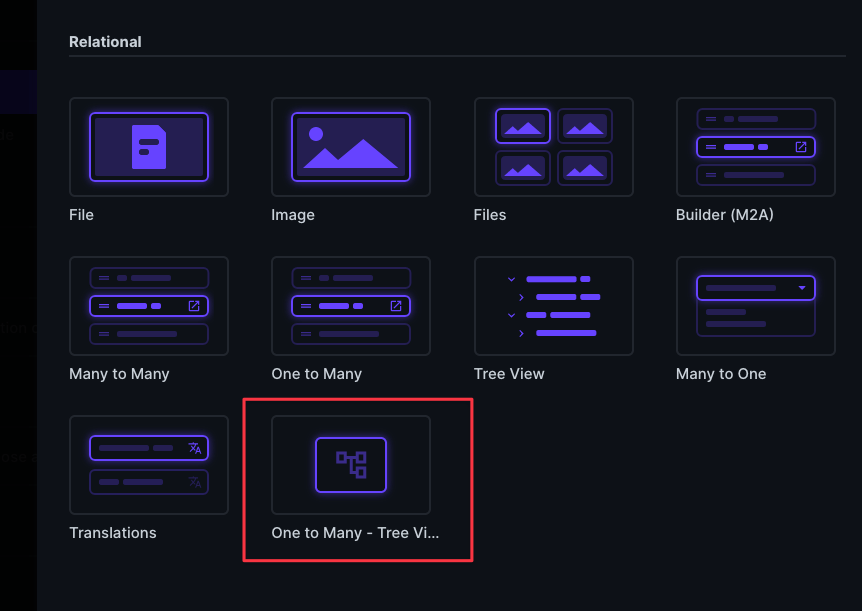 Relational
File
Image
Files
Builder (M2A)
Many to Many
One to Many
Tree View
Many to One
Translations
One to Many - Tree Vi...